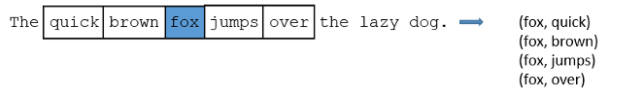 The quick brown fox jumps over the lazy dog.
(fox, quick)
(fox, brown)
(fox, jumps)
(fox, over)